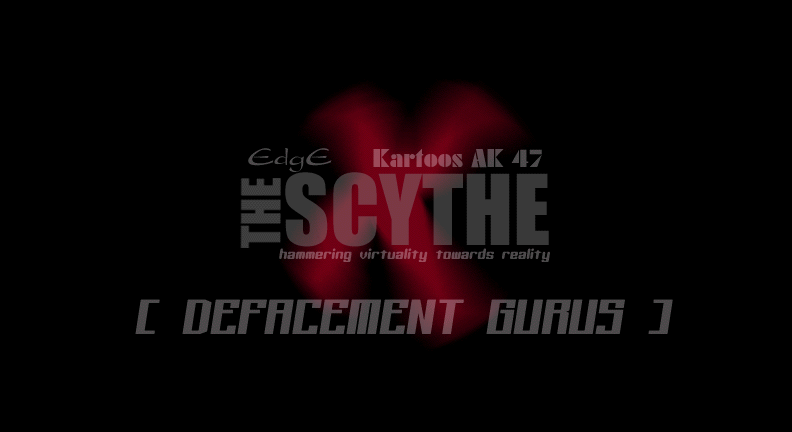 EdgE Kartoos AK 47
THE SCYTHE
hammering virtuality towards reality
[ DEFACEMENT GURUS ]